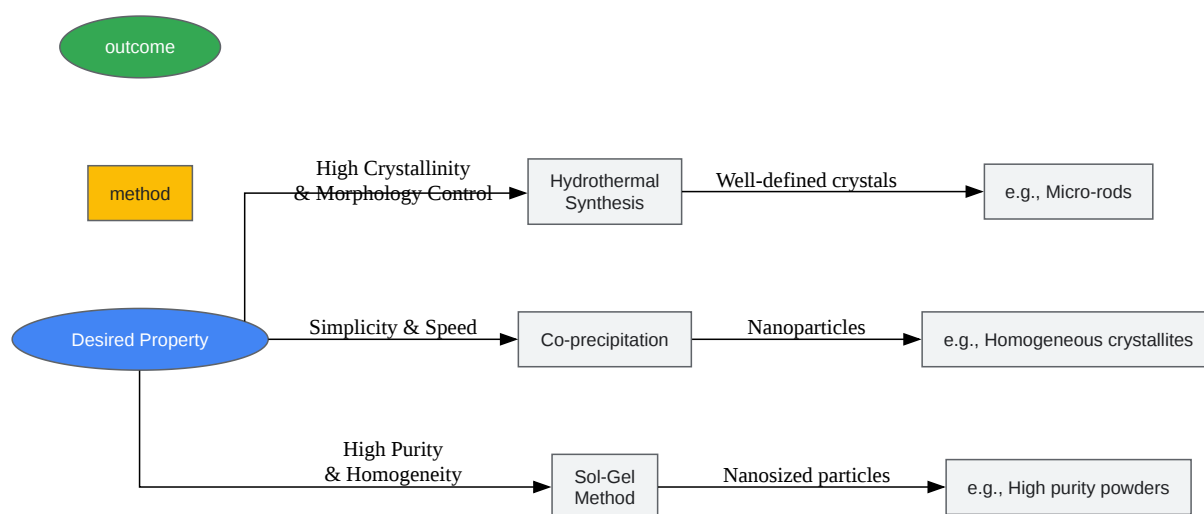 outcome
method
High Crystallinity
& Morphology Control
Hydrothermal
Synthesis
Well-defined crystals
e.g., Micro-rods
Desired Property
Simplicity & Speed
Co-precipitation
Nanoparticles
e.g., Homogeneous crystallites
High Purity
& Homogeneity
Sol-Gel
Method
Nanosized particles
e.g., High purity powders